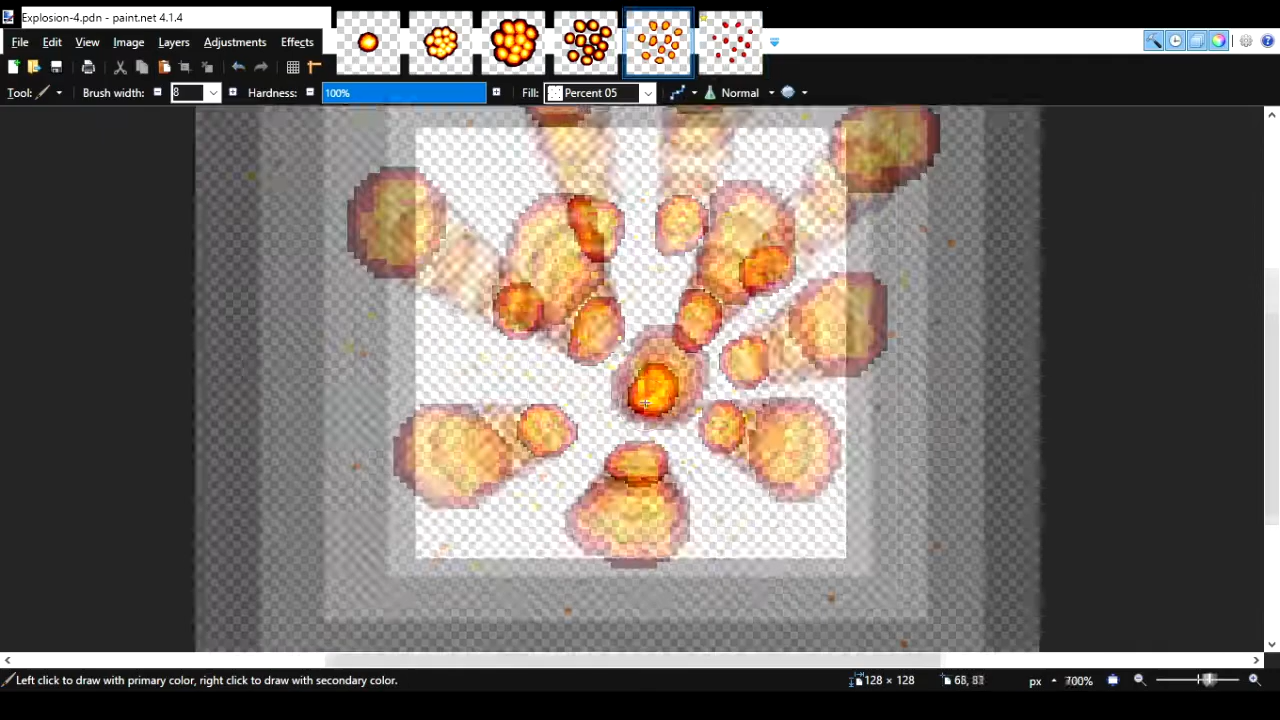 Explosion-4.pdn - paint.net 4.1.4
File Edit View Image Layers Adjustments Effects
Tool: Brush width: 8 Hardness: 100% Fill: Percent 05 Normal
Left click to draw with primary color, right click to draw with secondary color. 128 × 128 px 700%